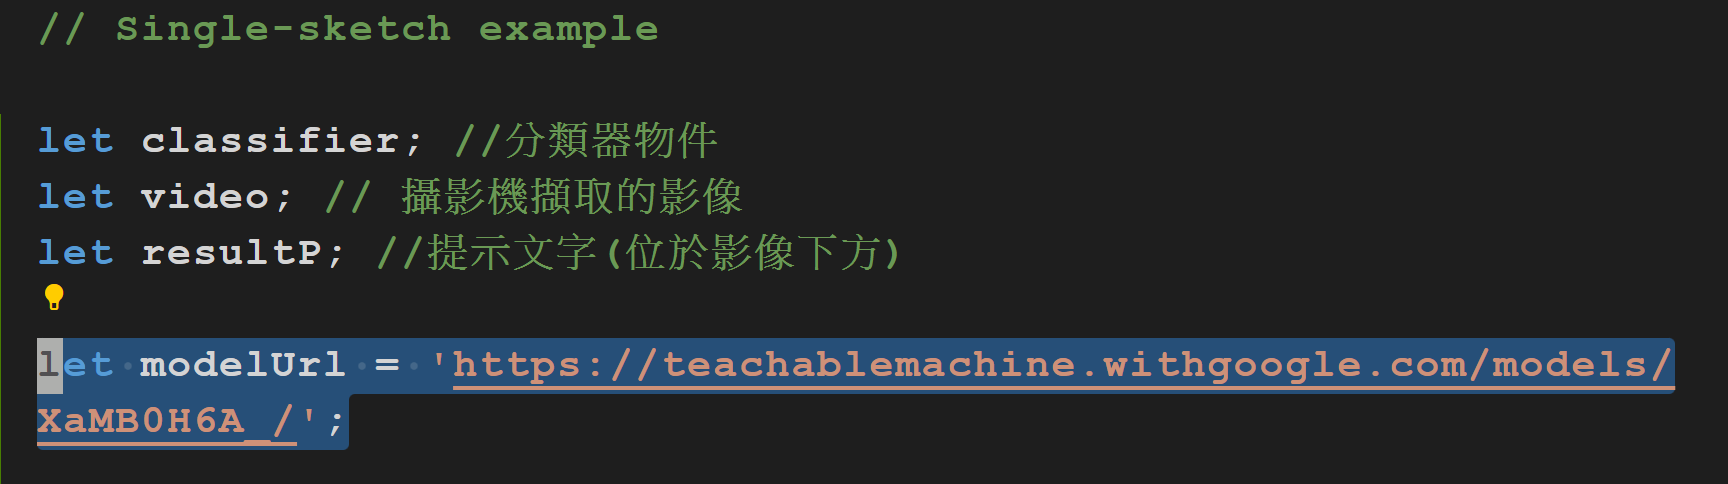 // Single-sketch example
let classifier; //分類器物件
let video; // 攝影機擷取的影像
let resultP; //提示文字(位於影像下方)
let modelUrl = 'https://teachablemachine.withgoogle.com/models/
XaMB0H6A_/';